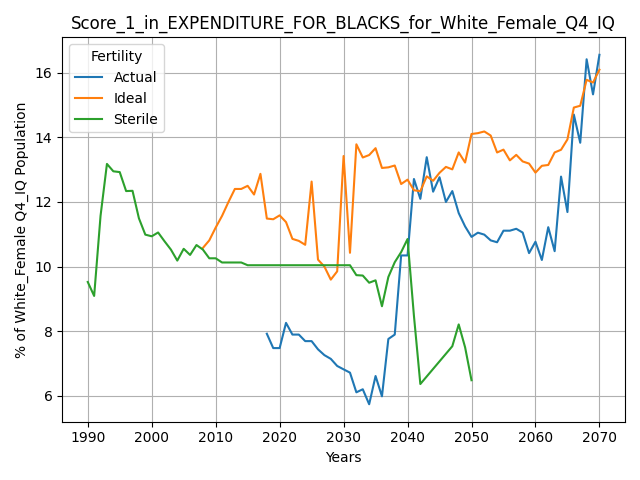 Score_1_in_EXPENDITURE_FOR_BLACKS_for_White_Female_Q4_IQ
Fertility
Actual
Ideal
Sterile
% of White_Female Q4_IQ Population
16
14
12
10
8
6
1990 2000 2010 2020 2030 2040 2050 2060 2070
Years